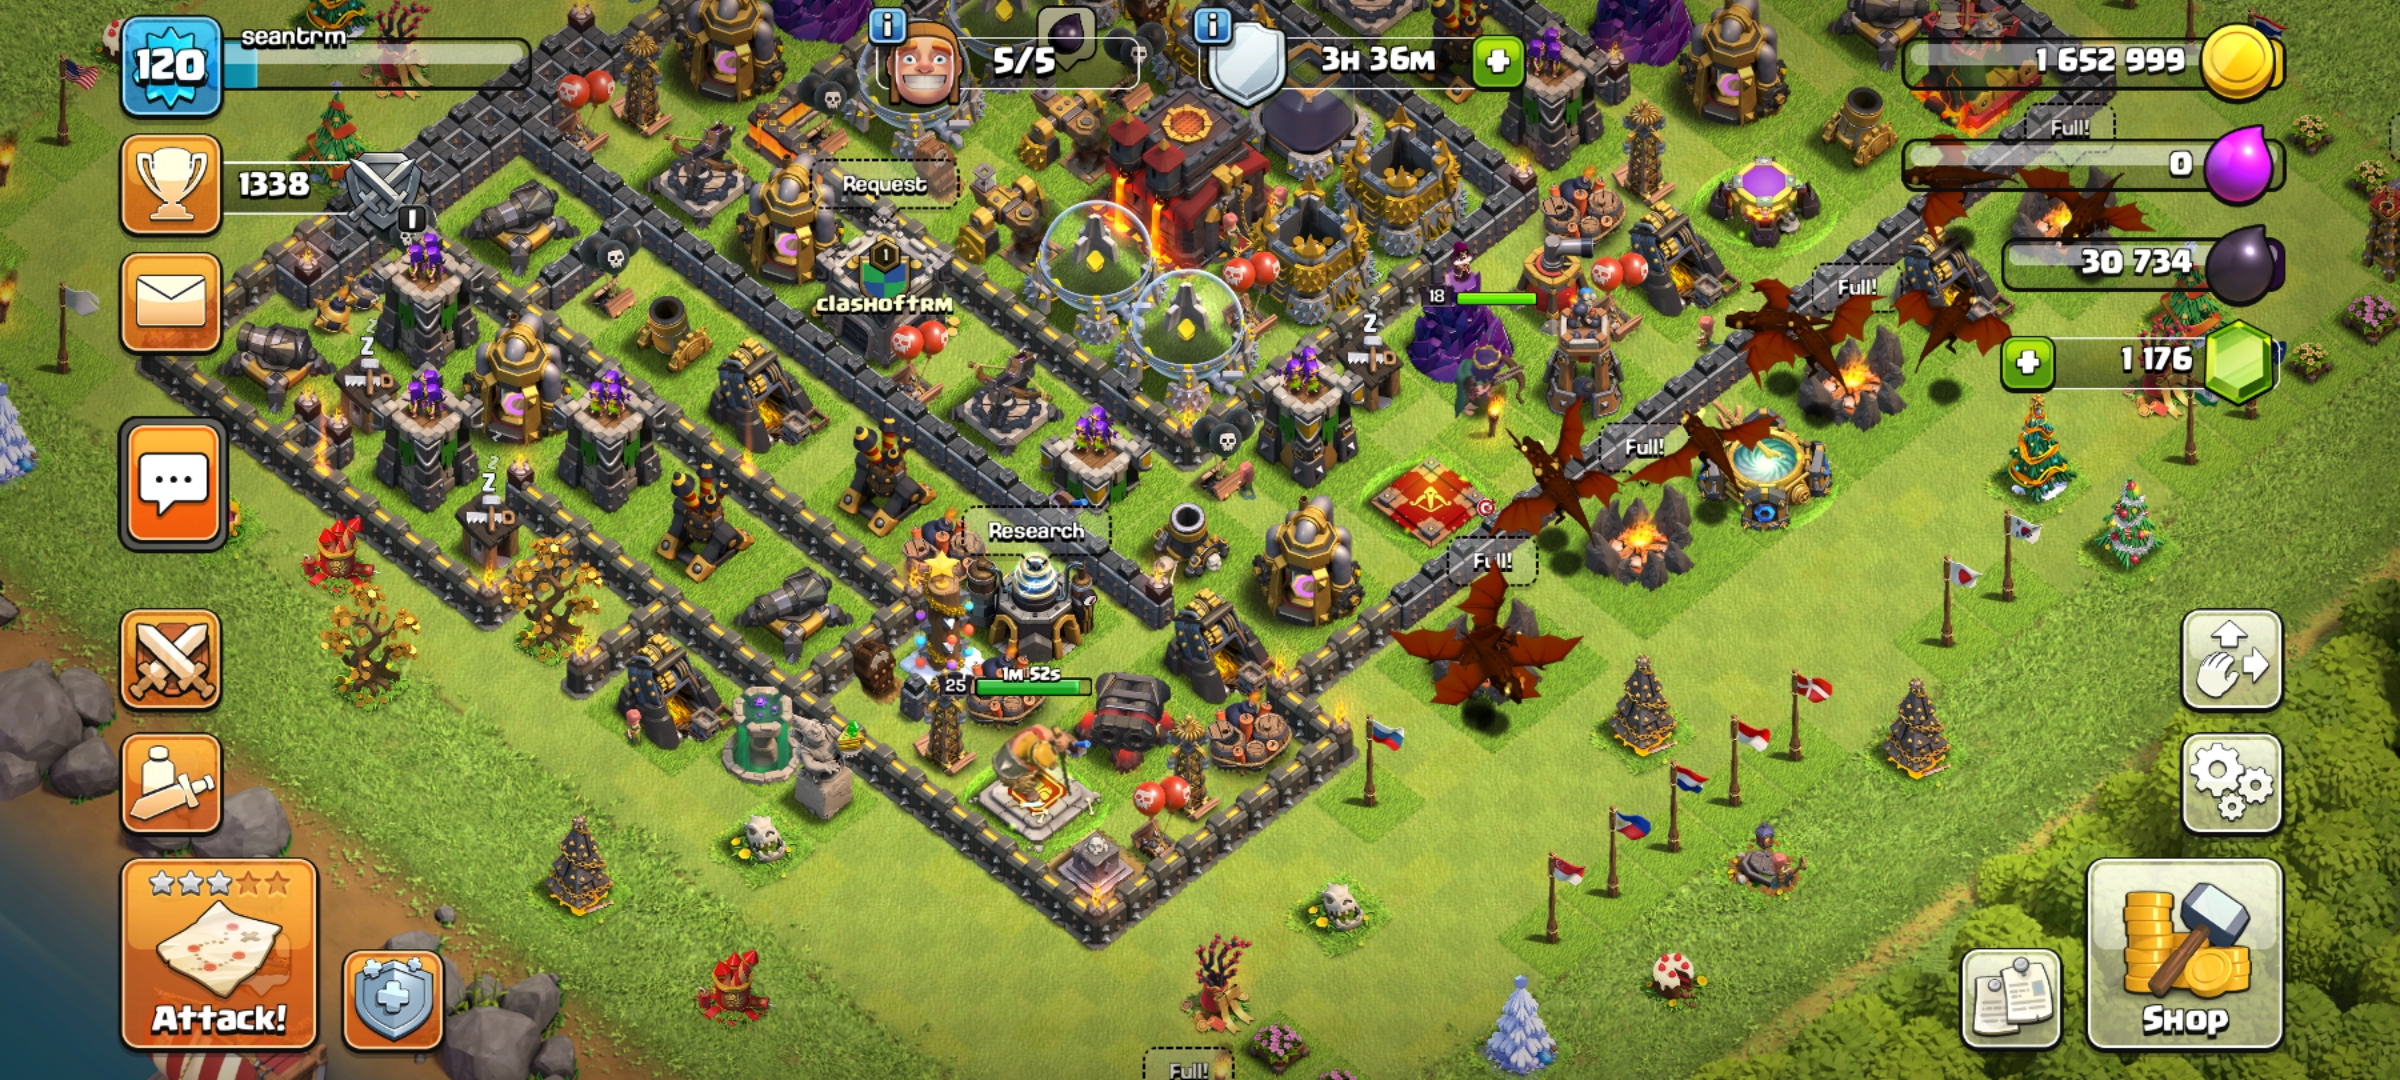 seantrm
120
5/5
3h 36m
1 652 999
Full!
1338
Request
0
1
I
30 734
Full!
clashoftrm
18
Z
Z
1 176
Z
Z
Full!
Z
Z
Research
Full!
1m 52s
25
Attack!
Shop
Full!